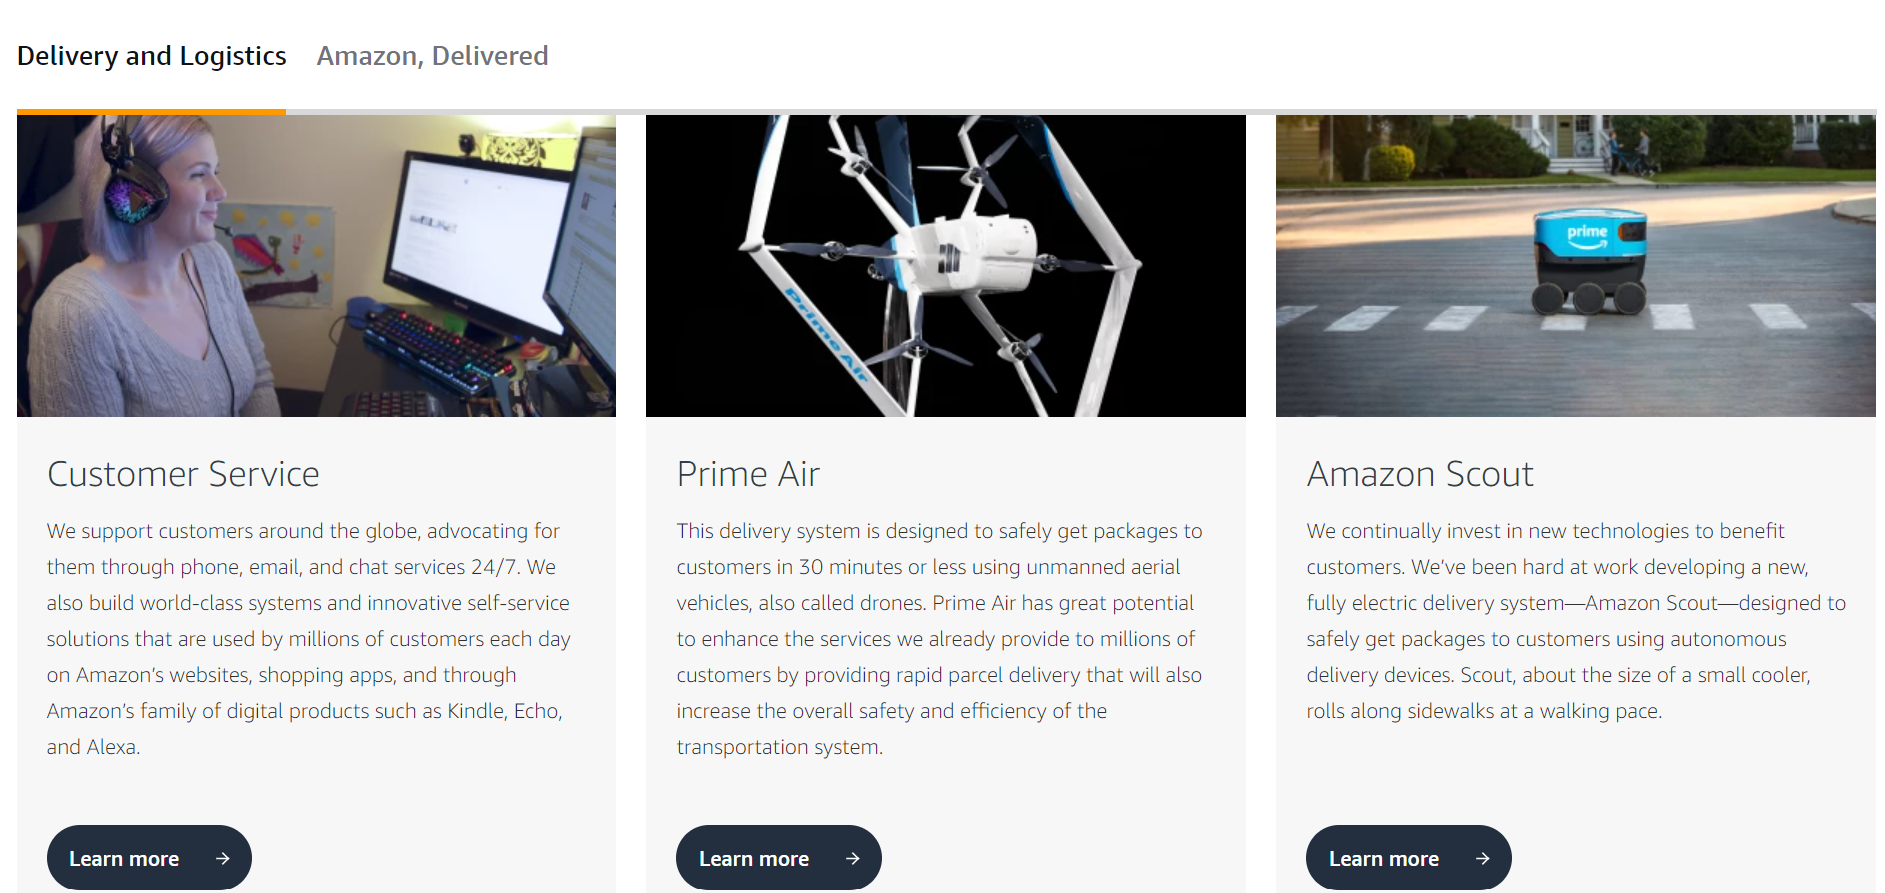 Delivery and Logistics
Amazon, Delivered
prime
Prime Air
Customer Service
We support customers around the globe, advocating for
them through phone, email, and chat services 24/7. We
also build world-class systems and innovative self-service
solutions that are used by millions of customers each day
on Amazon’s websites, shopping apps, and through
Amazon’s family of digital products such as Kindle, Echo,
and Alexa.
Learn more
Prime Air
This delivery system is designed to safely get packages to
customers in 30 minutes or less using unmanned aerial
vehicles, also called drones. Prime Air has great potential
to enhance the services we already provide to millions of
customers by providing rapid parcel delivery that will also
increase the overall safety and efficiency of the
transportation system.
Learn more
Amazon Scout
We continually invest in new technologies to benefit
customers. We’ve been hard at work developing a new,
fully electric delivery system—Amazon Scout—designed to
safely get packages to customers using autonomous
delivery devices. Scout, about the size of a small cooler,
rolls along sidewalks at a walking pace.
Learn more